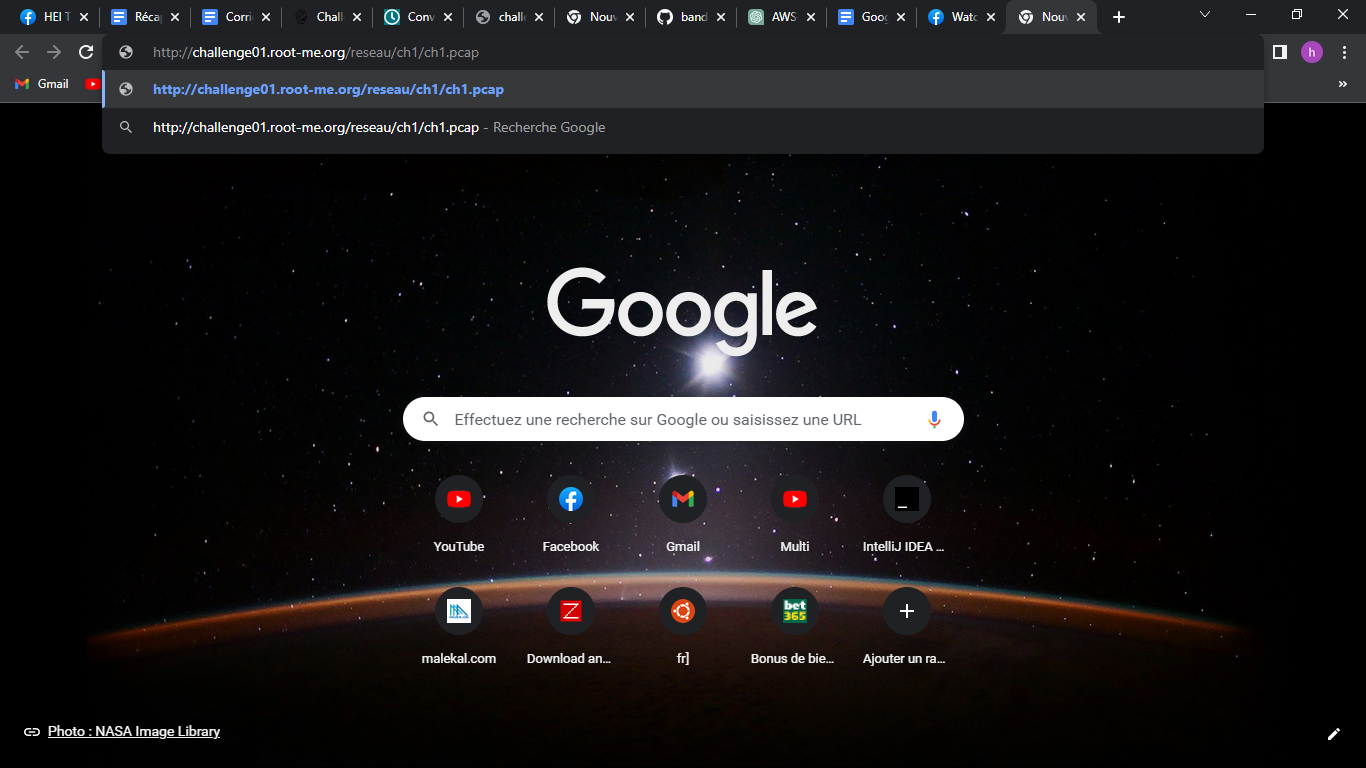 HEI T
Réca
Corri
Chall
Conv
chall
Nouv
band
AWS
Goog
Watc
Nouv
http://challenge01.root-me.org/reseau/ch1/ch1.pcap
h
Gmail
»
http://challenge01.root-me.org/reseau/ch1/ch1.pcap
http://challenge01.root-me.org/reseau/ch1/ch1.pcap - Recherche Google
Google
Effectuez une recherche sur Google ou saisissez une URL
YouTube
Facebook
Gmail
Multi
IntelliJ IDEA ...
bet
365
malekal.com
Download an...
fr]
Bonus de bie...
Ajouter un ra...
Photo : NASA Image Library